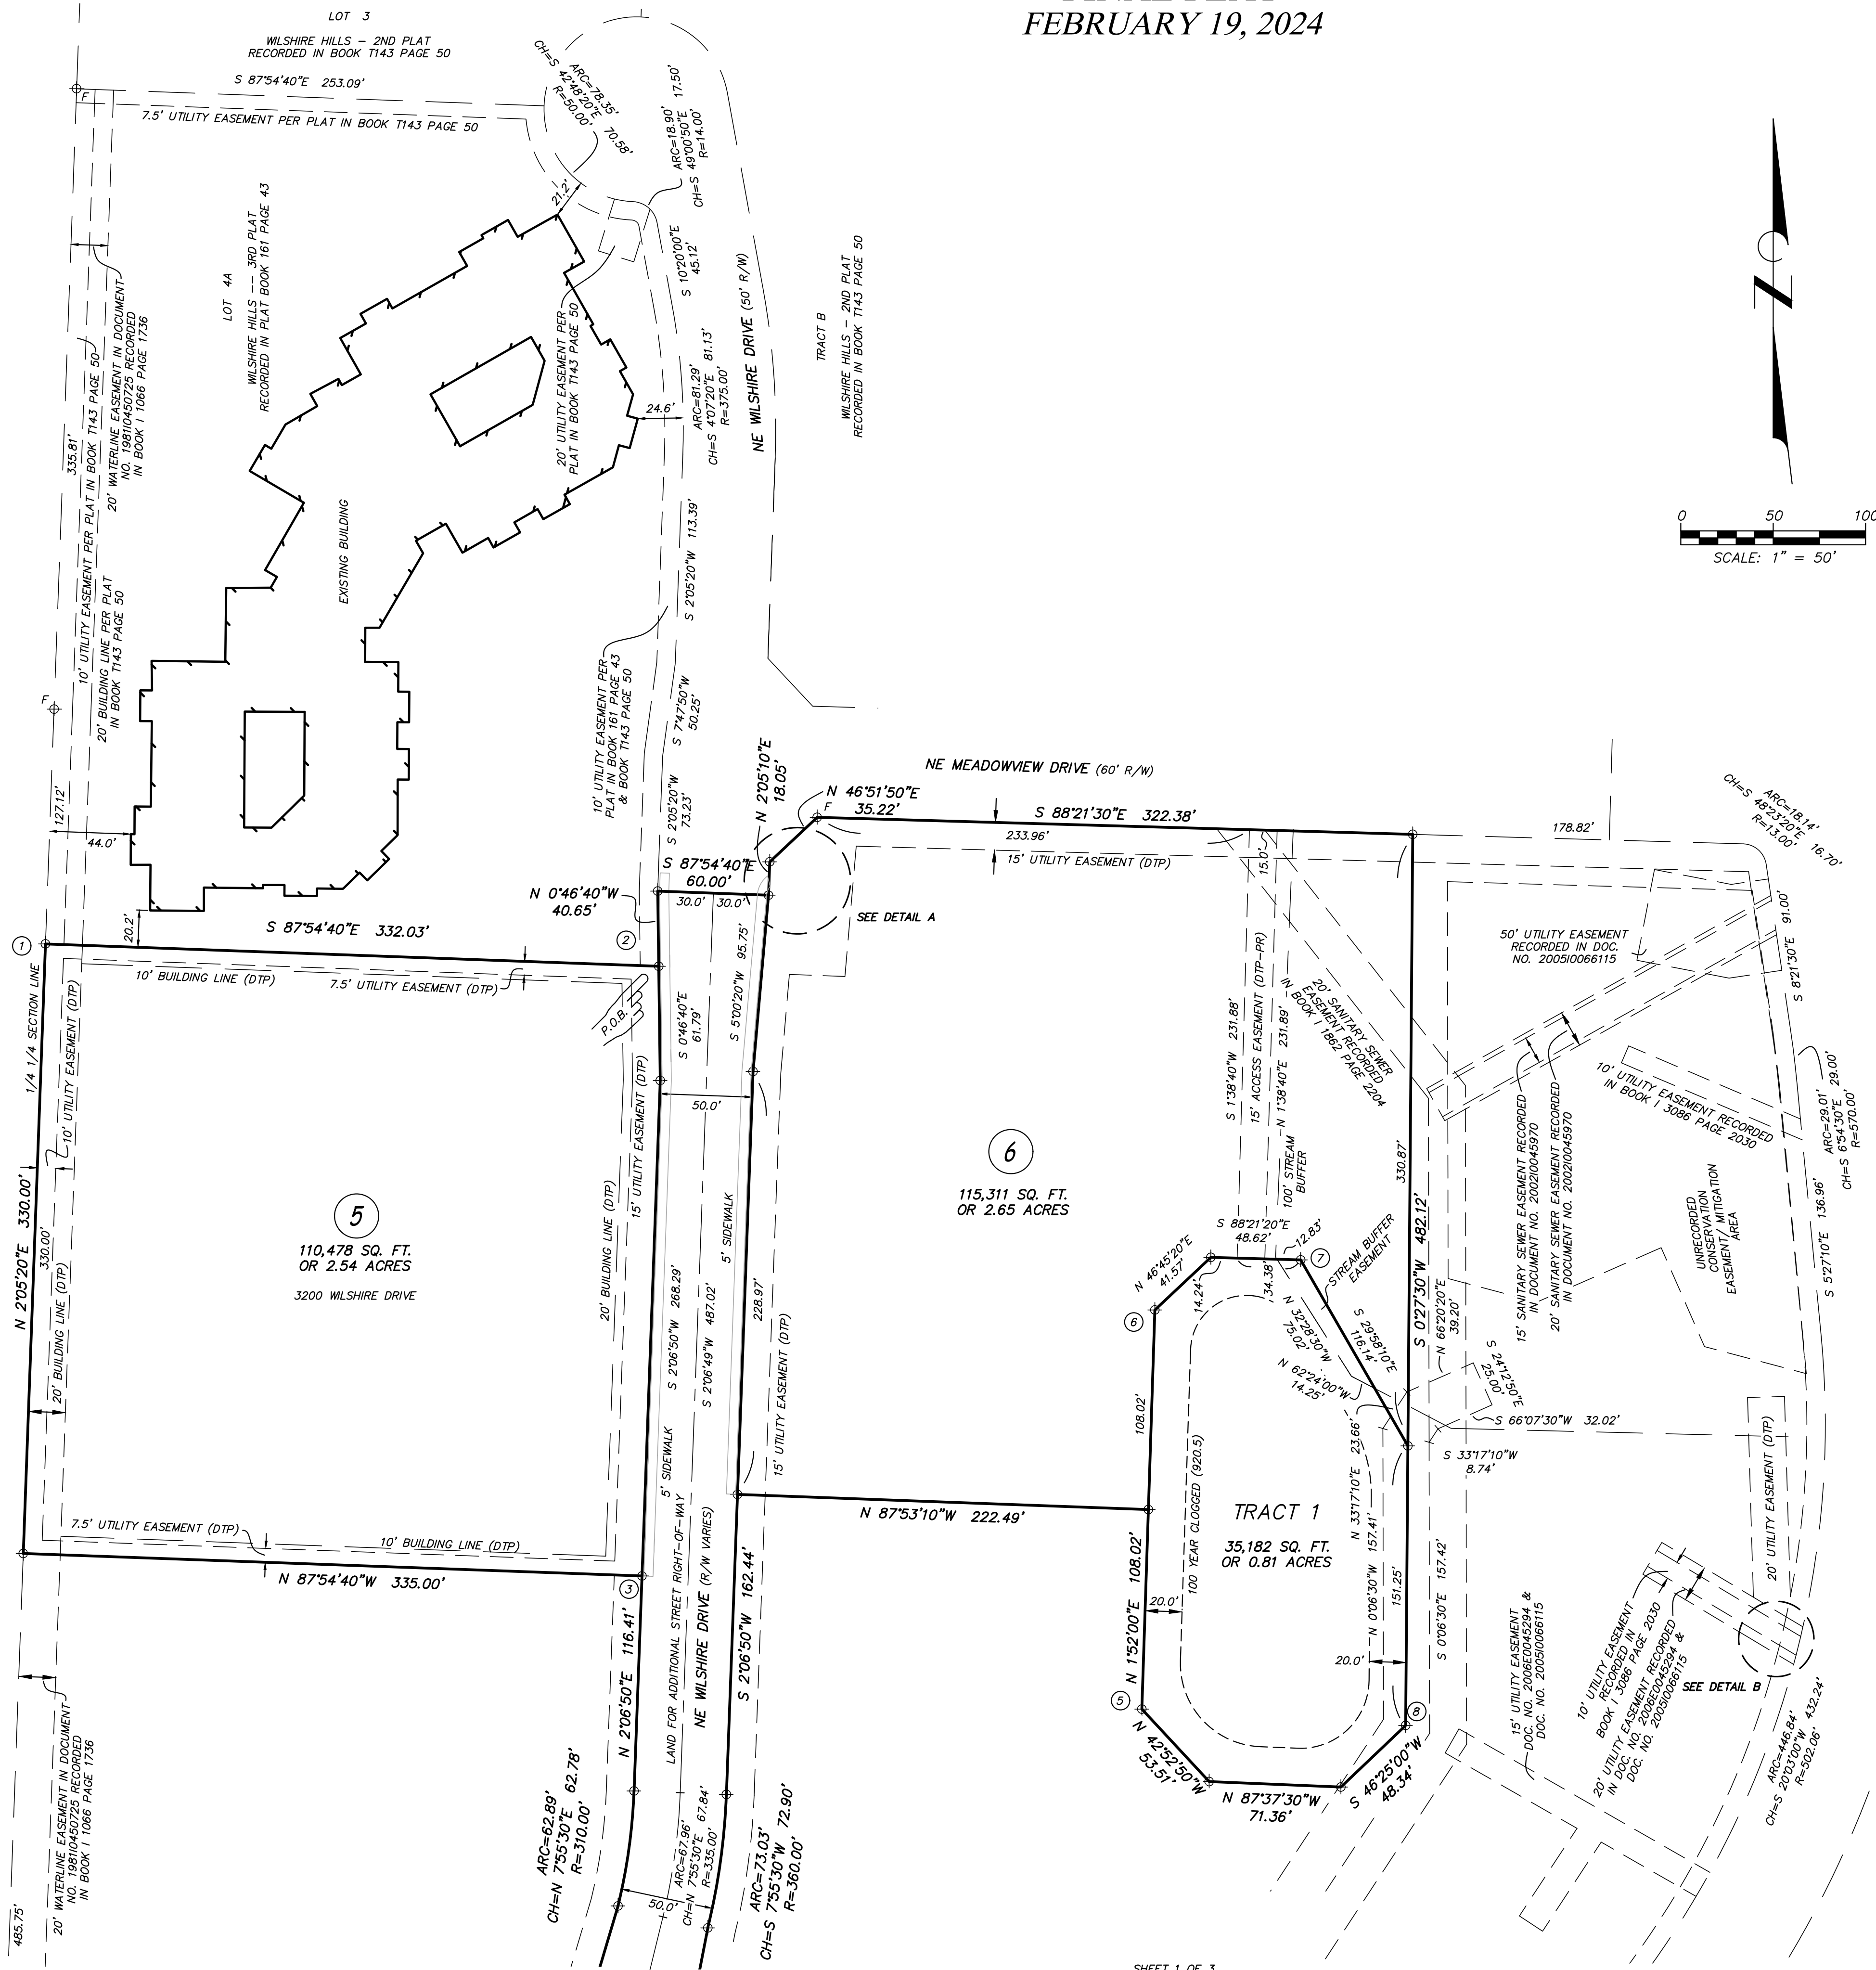 FEBRUARY 19, 2024
LOT 3
WILSHIRE HILLS - 2ND PLAT
RECORDED IN BOOK T143 PAGE 50
S 87°54'40"E 253.09'
F
7.5' UTILITY EASEMENT PER PLAT IN BOOK T143 PAGE 50
ARC=78.35'
CH=S 42°48'20"E 70.58'
R=50.00'
ARC=18.90'
CH=S 49°00'50"E 17.50'
R=14.00'
21.2'
S 10°20'00"E
45.12'
LOT 4A
WILSHIRE HILLS -- 3RD PLAT
RECORDED IN PLAT BOOK 161 PAGE 43
20' WATERLINE EASEMENT IN DOCUMENT
NO. 1981I0450725 RECORDED
IN BOOK I 1066 PAGE 1736
335.81'
10' UTILITY EASEMENT PER PLAT IN BOOK T143 PAGE 50
20' BUILDING LINE PER PLAT
IN BOOK T143 PAGE 50
20' UTILITY EASEMENT PER
PLAT IN BOOK T143 PAGE 50
24.6'
ARC=81.29'
CH=S 4°07'20"E 81.13'
R=375.00'
NE WILSHIRE DRIVE (50' R/W)
TRACT B
WILSHIRE HILLS - 2ND PLAT
RECORDED IN BOOK T143 PAGE 50
N
0 50 100
SCALE: 1" = 50'
EXISTING BUILDING
S 2°05'20"W 113.39'
10' UTILITY EASEMENT PER
PLAT IN BOOK 161 PAGE 43
& BOOK T143 PAGE 50
S 7°47'50"W
50.25'
S 2°05'20"W
73.23'
F
127.12'
44.0'
20.2'
N 2°05'10"E
18.05'
N 46°51'50"E
35.22'
F
NE MEADOWVIEW DRIVE (60' R/W)
S 88°21'30"E 322.38'
233.96'
15' UTILITY EASEMENT (DTP)
15.0'
178.82'
ARC=18.14'
CH=S 48°23'20"E 16.70'
R=13.00'
S 87°54'40"E
60.00'
30.0' 30.0'
N 0°46'40"W
40.65'
SEE DETAIL A
1
S 87°54'40"E 332.03'
2
10' BUILDING LINE (DTP)
7.5' UTILITY EASEMENT (DTP)
P.O.B.
1/4 1/4 SECTION LINE
10' UTILITY EASEMENT (DTP)
10' UTILITY EASEMENT (DTP)
N 2°05'20"E 330.00'
330.00'
20' BUILDING LINE (DTP)
20' BUILDING LINE (DTP)
5
110,478 SQ. FT.
OR 2.54 ACRES
3200 WILSHIRE DRIVE
20' BUILDING LINE (DTP)
15' UTILITY EASEMENT (DTP)
S 0°46'40"E
61.79'
S 5°00'20"W 95.75'
50.0'
5' SIDEWALK
S 2°06'50"W 268.29'
S 2°06'49"W 487.02'
5' SIDEWALK
228.97'
15' UTILITY EASEMENT (DTP)
6
115,311 SQ. FT.
OR 2.65 ACRES
S 1°38'40"W 231.88'
15' ACCESS EASEMENT (DTP-PR)
N 1°38'40"E 231.89'
100' STREAM
BUFFER
20' SANITARY SEWER
EASEMENT RECORDED
IN BOOK I 1862 PAGE 2204
330.87'
S 0°27'30"W 482.12'
50' UTILITY EASEMENT
RECORDED IN DOC.
NO. 2005I0066115
S 8°21'30"E 91.00'
10' UTILITY EASEMENT RECORDED
IN BOOK I 3086 PAGE 2030
15' SANITARY SEWER EASEMENT RECORDED
IN DOCUMENT NO. 2002I0045970
20' SANITARY SEWER EASEMENT RECORDED
IN DOCUMENT NO. 2002I0045970
ARC=29.01'
CH=S 6°54'30"E 29.00'
R=570.00'
UNRECORDED
CONSERVATION
EASEMENT/ MITIGATION
AREA
S 5°27'10"E 136.96'
S 88°21'20"E
48.62'
12.83'
7
STREAM BUFFER
EASEMENT
N 46°45'20"E
41.57'
14.24'
34.38'
6
N 32°28'30"W
75.02'
S 29°58'10"E
116.14'
N 62°24'00"W
14.25'
N 66°20'20"E
39.20'
S 24°12'50"E
25.00'
S 66°07'30"W 32.02'
S 33°17'10"W
8.74'
108.02'
N 33°17'10"E 23.66'
100 YEAR CLOGGED (920.5)
TRACT 1
35,182 SQ. FT.
OR 0.81 ACRES
N 87°53'10"W 222.49'
N 1°52'00"E 108.02'
20.0'
N 0°06'30"W 157.41'
151.25'
20.0'
S 0°06'30"E 157.42'
5
8
N 42°52'50"W
53.51'
N 87°37'30"W
71.36'
S 46°25'00"W
48.34'
7.5' UTILITY EASEMENT (DTP)
10' BUILDING LINE (DTP)
N 87°54'40"W 335.00'
3
N 2°06'50"E 116.41'
LAND FOR ADDITIONAL STREET RIGHT-OF-WAY
NE WILSHIRE DRIVE (R/W VARIES)
S 2°06'50"W 162.44'
20' WATERLINE EASEMENT IN DOCUMENT
NO. 1981I0450725 RECORDED
IN BOOK I 1066 PAGE 1736
485.75'
ARC=62.89'
CH=N 7°55'30"E 62.78'
R=310.00'
50.0'
ARC=67.96'
CH=N 7°55'30"E 67.84'
R=335.00'
ARC=73.03'
CH=S 7°55'30"W 72.90'
R=360.00'
15' UTILITY EASEMENT
DOC. NO. 2006E0045294 &
DOC. NO. 2005I0066115
10' UTILITY EASEMENT
RECORDED IN
BOOK I 3086 PAGE 2030
20' UTILITY EASEMENT RECORDED
IN DOC. NO. 2006E0045294 &
DOC. NO. 2005I0066115
20' UTILITY EASEMENT (DTP)
SEE DETAIL B
ARC=446.84'
CH=S 20°03'00"W 432.24'
R=502.06'
SHEET 1 OF 3